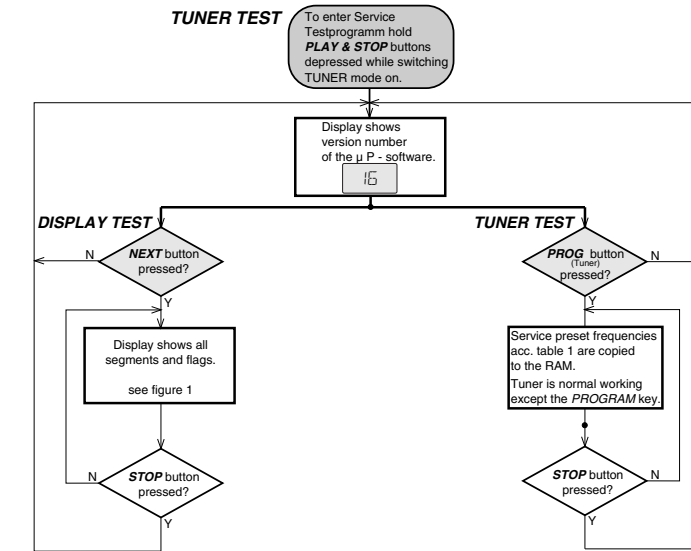 TUNER TEST
To enter Service
Testprogramm hold
PLAY & STOP buttons
depressed while switching
TUNER mode on.
Display shows
version number
of the µ P - software.
16
DISPLAY TEST
N
NEXT button
pressed?
Y
Display shows all
segments and flags.
see figure 1
N
STOP button
pressed?
Y
TUNER TEST
PROG button
(Tuner)
pressed?
N
Y
Service preset frequencies
acc. table 1 are copied
to the RAM.
Tuner is normal working
except the PROGRAM key.
STOP button
pressed?
N
Y